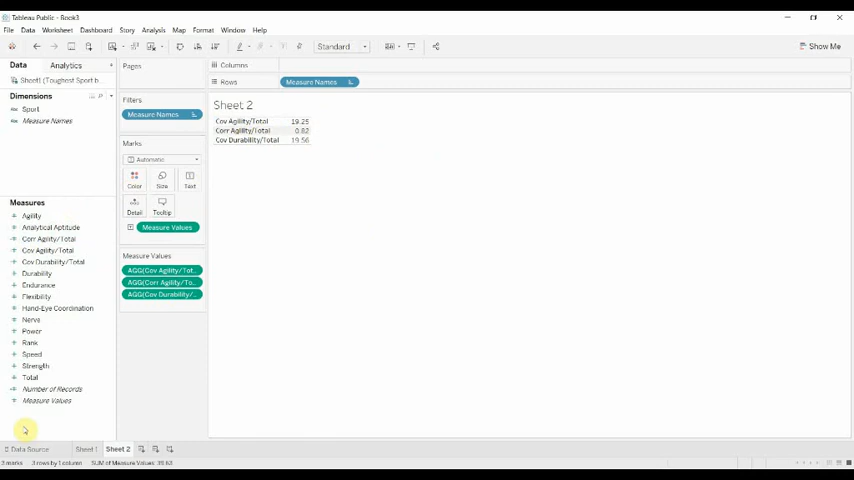 Tableau Public - Book3
File Data Worksheet Dashboard Story Analysis Map Format Window Help
Standard
Show Me
Data Analytics
Sheet1 (Toughest Sport b...
Dimensions
Sport
Measure Names
Measures
Agility
Analytical Aptitude
Corr Agility/Total
Cov Agility/Total
Cov Durability/Total
Durability
Endurance
Flexibility
Hand-Eye Coordination
Nerve
Power
Rank
Speed
Strength
Total
Number of Records
Measure Values
Pages
Filters
Measure Names
Marks
Automatic
Color Size Text
Detail Tooltip
Measure Values
Measure Values
AGG(Cov Agility/Tot..
AGG(Corr Agility/To..
AGG(Cov Durability/..
Columns
Rows Measure Names
Sheet 2
Cov Agility/Total 19.25
Corr Agility/Total 0.82
Cov Durability/Total 19.56
Data Source Sheet 1 Sheet 2
3 marks 3 rows by 1 column SUM of Measure Values: 39.63